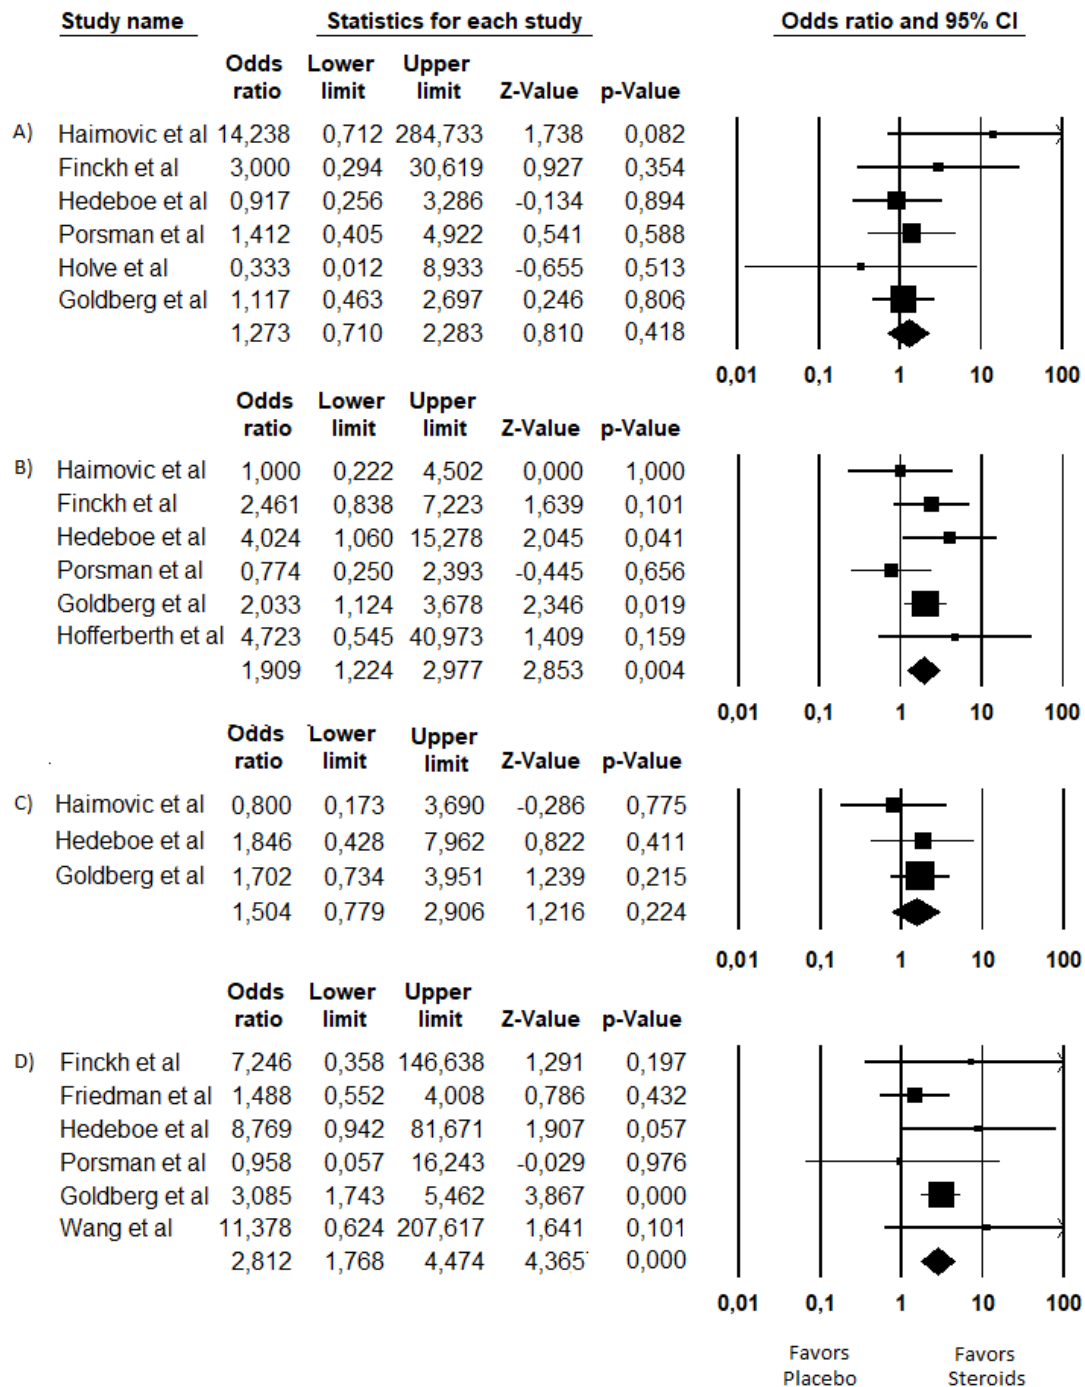 Study name Statistics for each study Odds ratio and 95% CI
Odds Lower Upper
ratio limit limit Z-Value p-Value
A) Haimovic et al 14,238 0,712 284,733 1,738 0,082
Finckh et al 3,000 0,294 30,619 0,927 0,354
Hedeboe et al 0,917 0,256 3,286 -0,134 0,894
Porsman et al 1,412 0,405 4,922 0,541 0,588
Holve et al 0,333 0,012 8,933 -0,655 0,513
Goldberg et al 1,117 0,463 2,697 0,246 0,806
1,273 0,710 2,283 0,810 0,418
0,01 0,1 1 10 100
Odds Lower Upper
ratio limit limit Z-Value p-Value
B) Haimovic et al 1,000 0,222 4,502 0,000 1,000
Finckh et al 2,461 0,838 7,223 1,639 0,101
Hedeboe et al 4,024 1,060 15,278 2,045 0,041
Porsman et al 0,774 0,250 2,393 -0,445 0,656
Goldberg et al 2,033 1,124 3,678 2,346 0,019
Hofferberth et al 4,723 0,545 40,973 1,409 0,159
1,909 1,224 2,977 2,853 0,004
0,01 0,1 1 10 100
Odds Lower Upper
ratio limit limit Z-Value p-Value
C) Haimovic et al 0,800 0,173 3,690 -0,286 0,775
Hedeboe et al 1,846 0,428 7,962 0,822 0,411
Goldberg et al 1,702 0,734 3,951 1,239 0,215
1,504 0,779 2,906 1,216 0,224
0,01 0,1 1 10 100
Odds Lower Upper
ratio limit limit Z-Value p-Value
D) Finckh et al 7,246 0,358 146,638 1,291 0,197
Friedman et al 1,488 0,552 4,008 0,786 0,432
Hedeboe et al 8,769 0,942 81,671 1,907 0,057
Porsman et al 0,958 0,057 16,243 -0,029 0,976
Goldberg et al 3,085 1,743 5,462 3,867 0,000
Wang et al 11,378 0,624 207,617 1,641 0,101
2,812 1,768 4,474 4,365 0,000
0,01 0,1 1 10 100
Favors Favors
Placebo Steroids